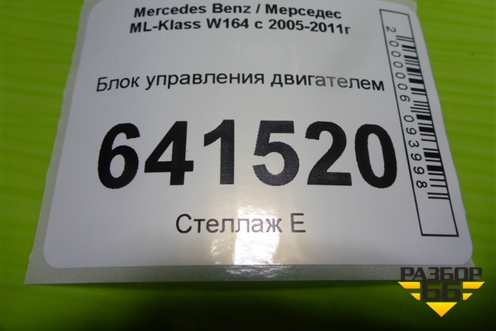 Mercedes Benz / Мерседес
ML-Klass W164 с 2005-2011г
Блок управления двигателем
641520
Стеллаж Е
2000006093998
РАЗБОР
66